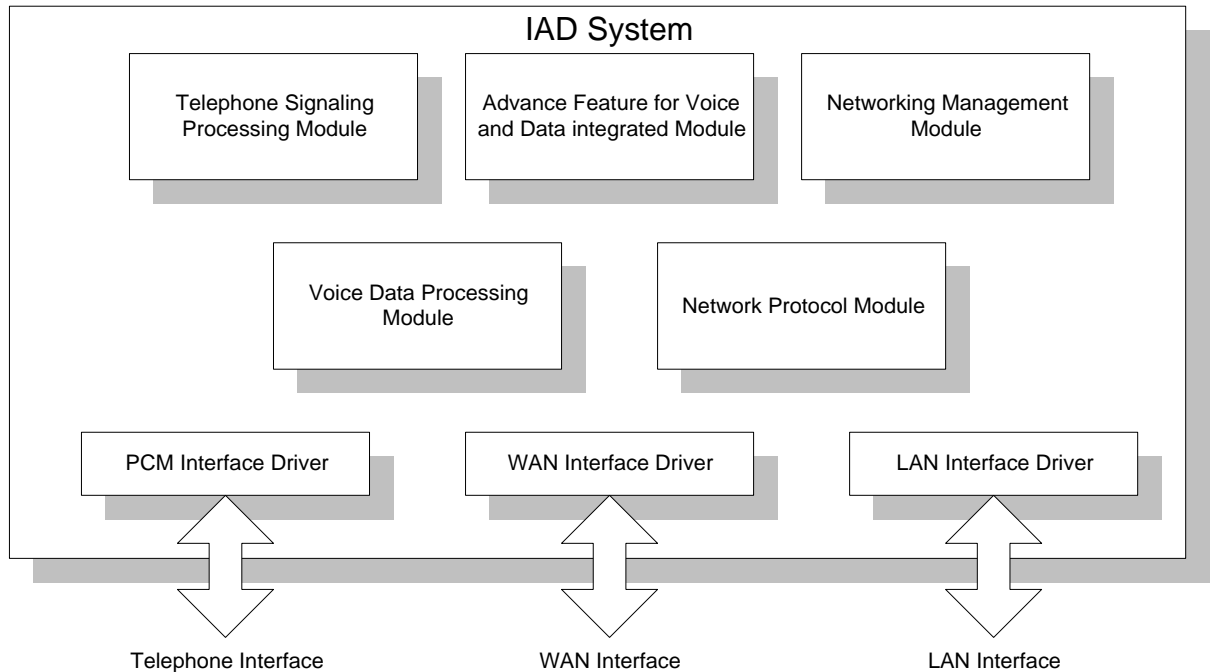 IAD System
Telephone Signaling
Processing Module
Advance Feature for Voice
and Data integrated Module
Networking Management
Module
Voice Data Processing
Module
Network Protocol Module
PCM Interface Driver
WAN Interface Driver
LAN Interface Driver
Telephone Interface
WAN Interface
LAN Interface